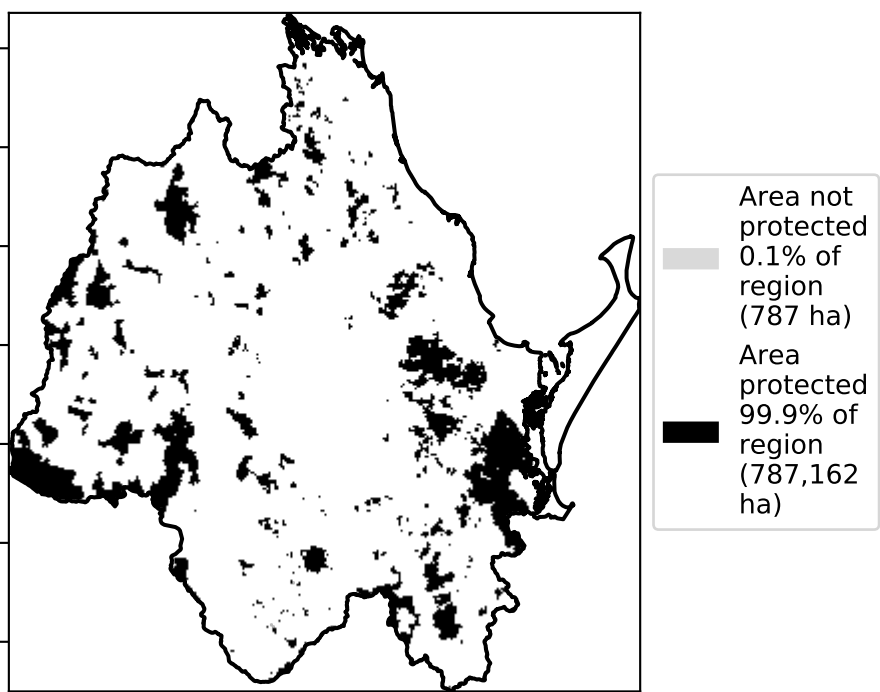 Area not
protected
0.1% of
region
(787 ha)
Area
protected
99.9% of
region
(787,162
ha)